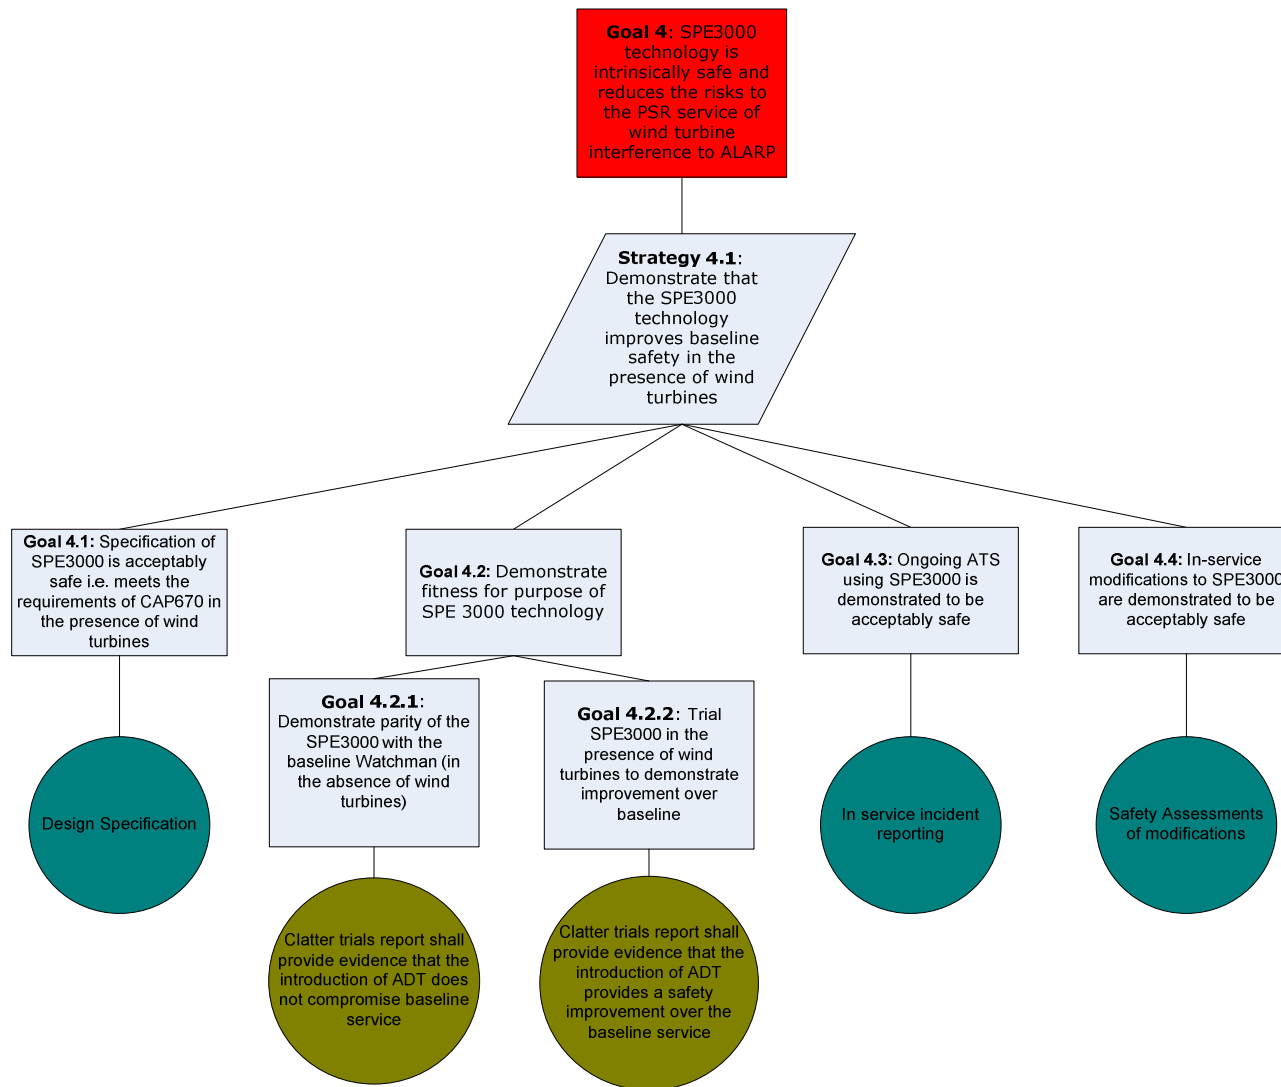 Goal 4: SPE3000
technology is
intrinsically safe and
reduces the risks to
the PSR service of
wind turbine
interference to ALARP
Strategy 4.1:
Demonstrate that
the SPE3000
technology
improves baseline
safety in the
presence of wind
turbines
Goal 4.1: Specification of
SPE3000 is acceptably
safe i.e. meets the
requirements of CAP670 in
the presence of wind
turbines
Goal 4.2: Demonstrate
fitness for purpose of
SPE 3000 technology
Goal 4.3: Ongoing ATS
using SPE3000 is
demonstrated to be
acceptably safe
Goal 4.4: In-service
modifications to SPE3000
are demonstrated to be
acceptably safe
Goal 4.2.1:
Demonstrate parity of the
SPE3000 with the
baseline Watchman (in
the absence of wind
turbines)
Goal 4.2.2: Trial
SPE3000 in the
presence of wind
turbines to demonstrate
improvement over
baseline
Design Specification
In service incident
reporting
Safety Assessments
of modifications
Clatter trials report shall
provide evidence that the
introduction of ADT does
not compromise baseline
service
Clatter trials report shall
provide evidence that the
introduction of ADT
provides a safety
improvement over the
baseline service